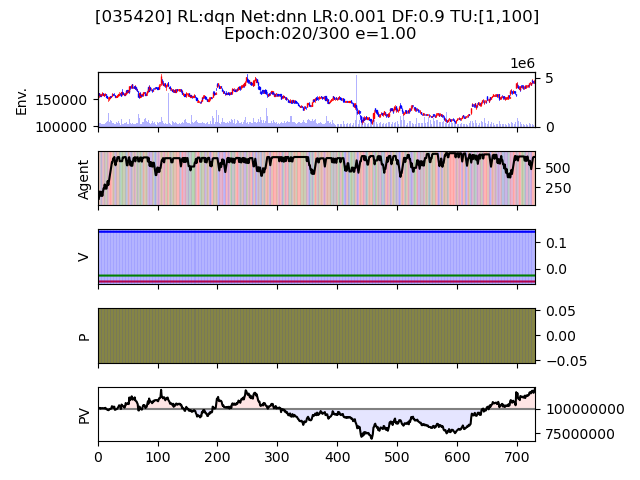 [035420] RL:dqn Net:dnn LR:0.001 DF:0.9 TU:[1,100]
Epoch:020/300 e=1.00
1e6
Env.
150000
100000
5
0
Agent
500
250
V
0.1
0.0
P
0.05
0.00
−0.05
PV
100000000
75000000
0 100 200 300 400 500 600 700